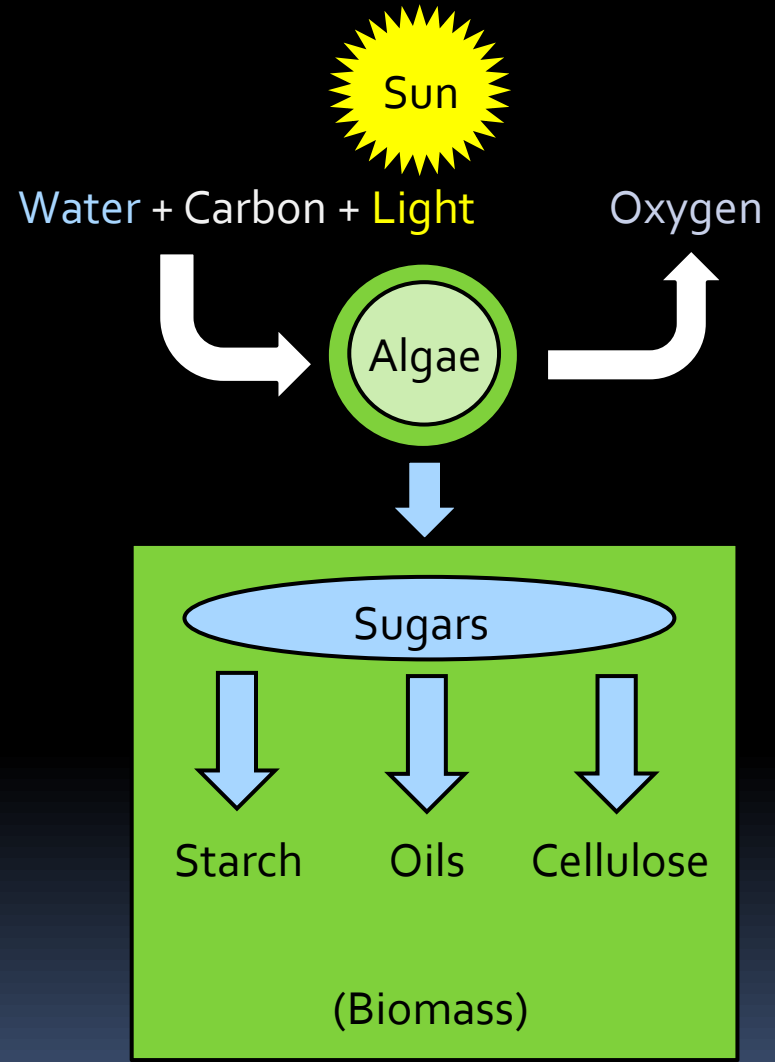 Sun
Water + Carbon + Light
Oxygen
Algae
Sugars
Starch
Oils
Cellulose
(Biomass)